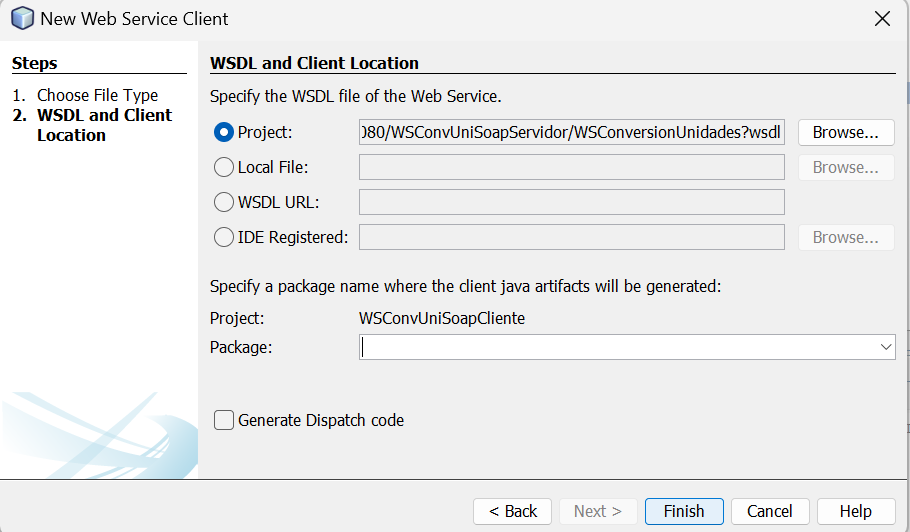 New Web Service Client
Steps
1. Choose File Type
2. WSDL and Client
Location
WSDL and Client Location
Specify the WSDL file of the Web Service.
Project: 080/WSConvUniSoapServidor/WSConversionUnidades?wsdl Browse...
Local File: Browse...
WSDL URL:
IDE Registered: Browse...
Specify a package name where the client java artifacts will be generated:
Project: WSConvUniSoapCliente
Package:
Generate Dispatch code
< Back Next > Finish Cancel Help